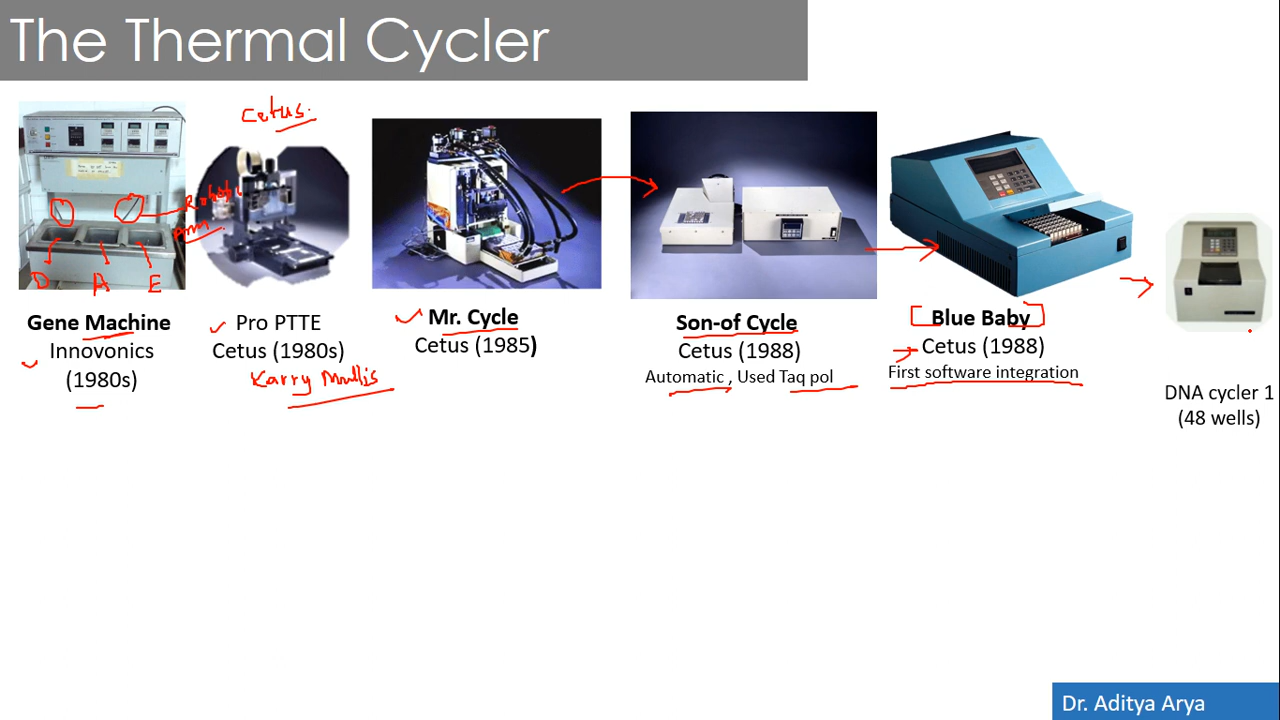 The Thermal Cycler
Cetus.
Robotic
Arm
D A E
Gene Machine
Innovonics
(1980s)
Pro PTTE
Cetus (1980s)
Karry Mullis
Mr. Cycle
Cetus (1985)
Son-of Cycle
Cetus (1988)
Automatic , Used Taq pol
Blue Baby
Cetus (1988)
First software integration
DNA cycler 1
(48 wells)
Dr. Aditya Arya